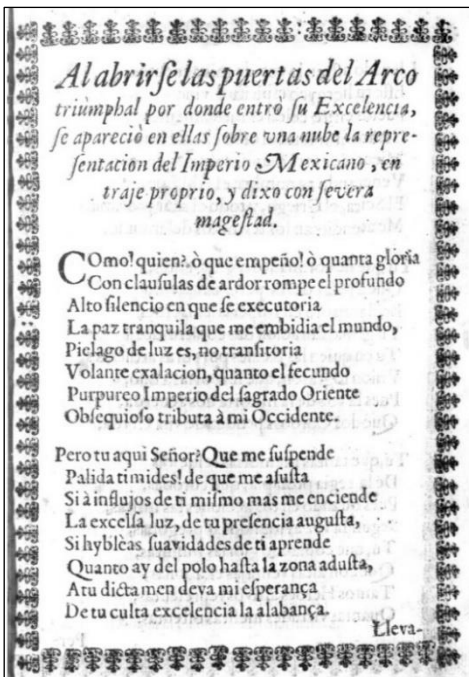 Al abrirſe las puertas del Arco
triùmphal por donde entrò ſu Excelencia,
ſe apareciò en ellas ſobre vna nube la repre-
ſentacion del Imperio Mexicano, en
traje proprio, y dixo con ſevera
mageſtad.
COmo! quien? ò que empeño! ò quanta gloria
Con clauſulas de ardor rompe el profundo
Alto ſilencio en que ſe executoria
La paz tranquila que me embidia el mundo,
Pielago de luz es, no tranſitoria
Volante exalacion, quanto el fecundo
Purpureo Imperio del ſagrado Oriente
Obſequioſo tributa à mi Occidente.
Pero tu aqui Señor? Que me ſuſpende
Palida timides! de que me aſuſta
Si à influjos de ti miſmo mas me enciende
La excelſa luz, de tu preſencia auguſta,
Si hyblèas ſuavidades de ti aprende
Quanto ay del polo haſta la zona aduſta,
A tu dictamen deva mi eſperança
De tu culta excelencia la alabança.
Lleva-